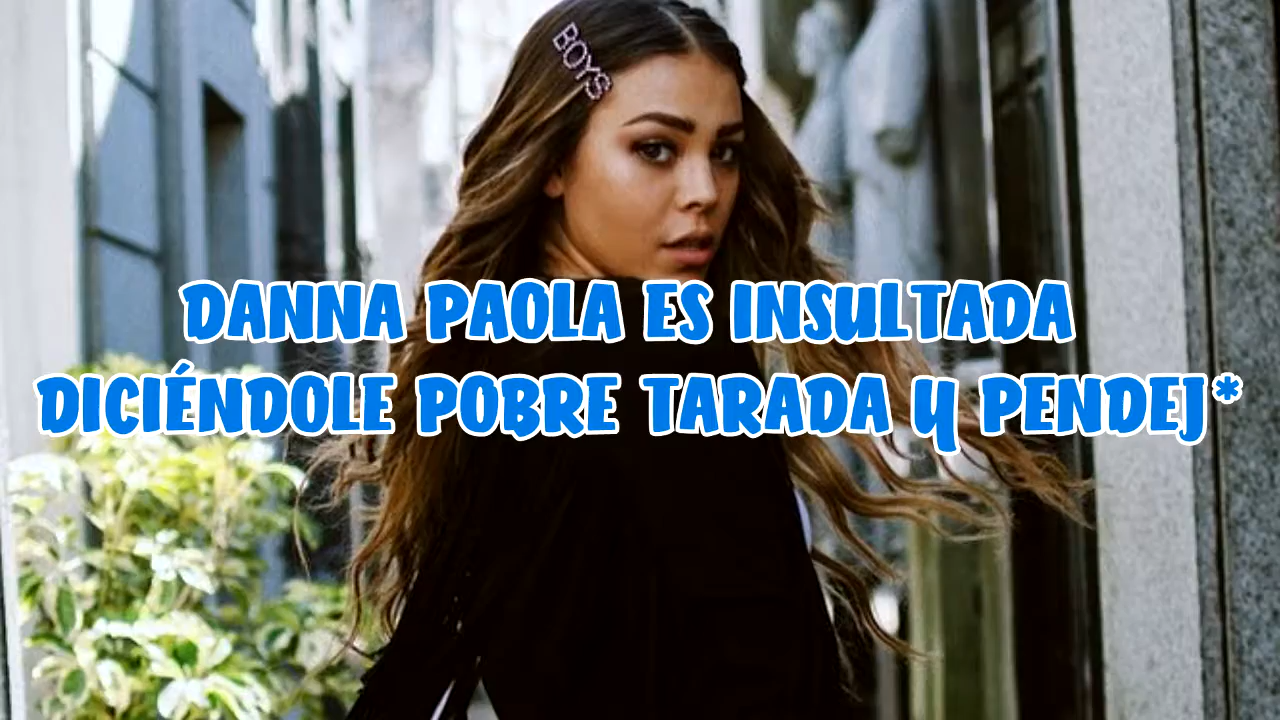 BOYS
DANNA PAOLA ES INSULTADA
DICIÉNDOLE POBRE TARADA Y PENDEJ*